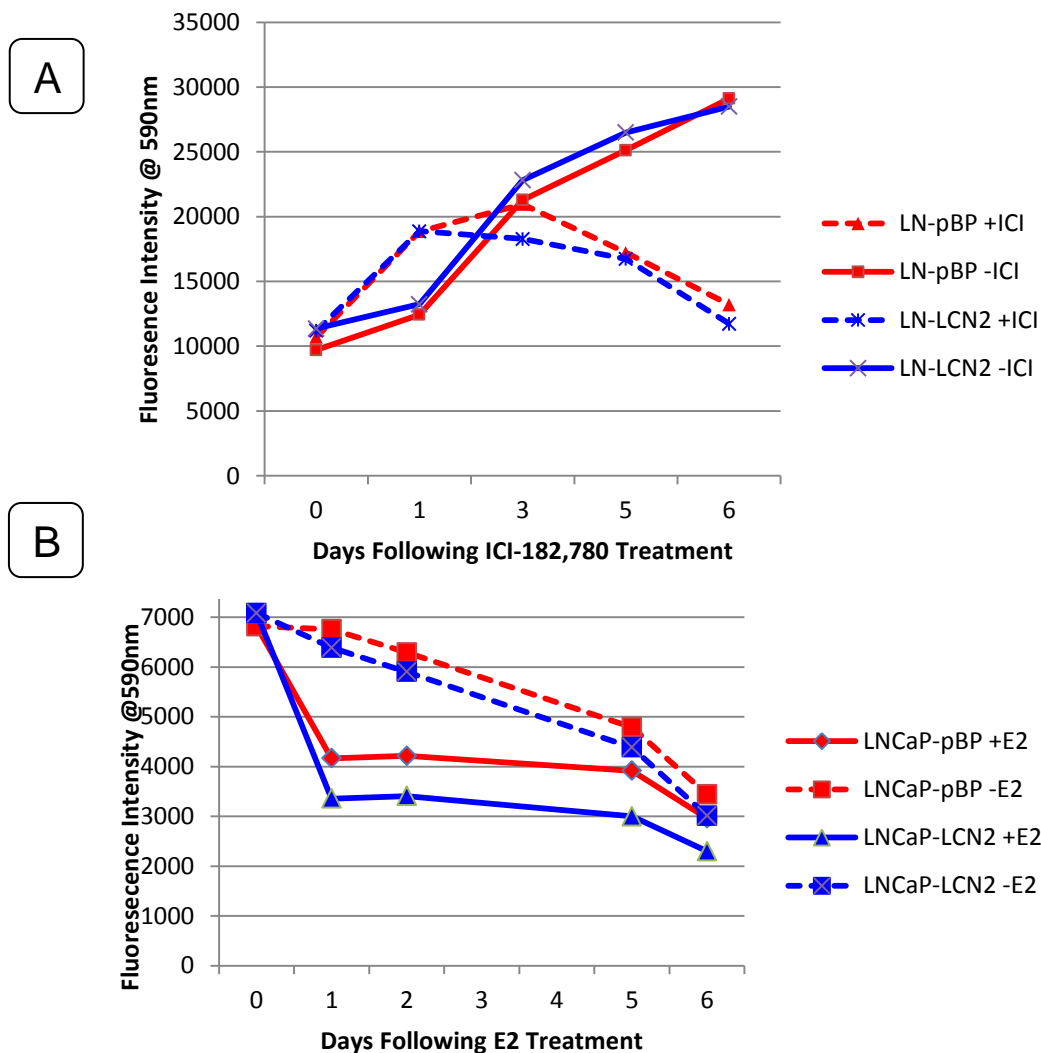 A
Fluoresence Intensity @ 590nm
35000
30000
25000
20000
15000
10000
5000
0
0 1 3 5 6
Days Following ICI-182,780 Treatment
LN-pBP +ICI
LN-pBP -ICI
LN-LCN2 +ICI
LN-LCN2 -ICI
B
Fluoresecence Intensity @590nm
7000
6000
5000
4000
3000
2000
1000
0
0 1 2 3 4 5 6
Days Following E2 Treatment
LNCaP-pBP +E2
LNCaP-pBP -E2
LNCaP-LCN2 +E2
LNCaP-LCN2 -E2